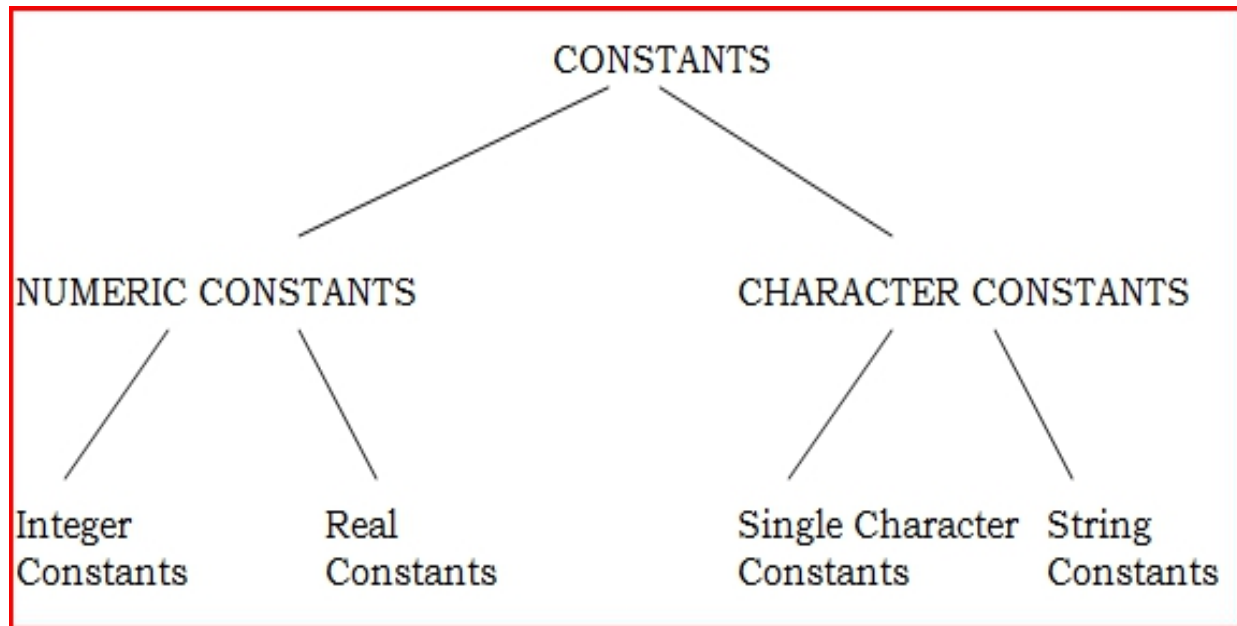 CONSTANTS
NUMERIC CONSTANTS
CHARACTER CONSTANTS
Integer
Constants
Real
Constants
Single Character
Constants
String
Constants